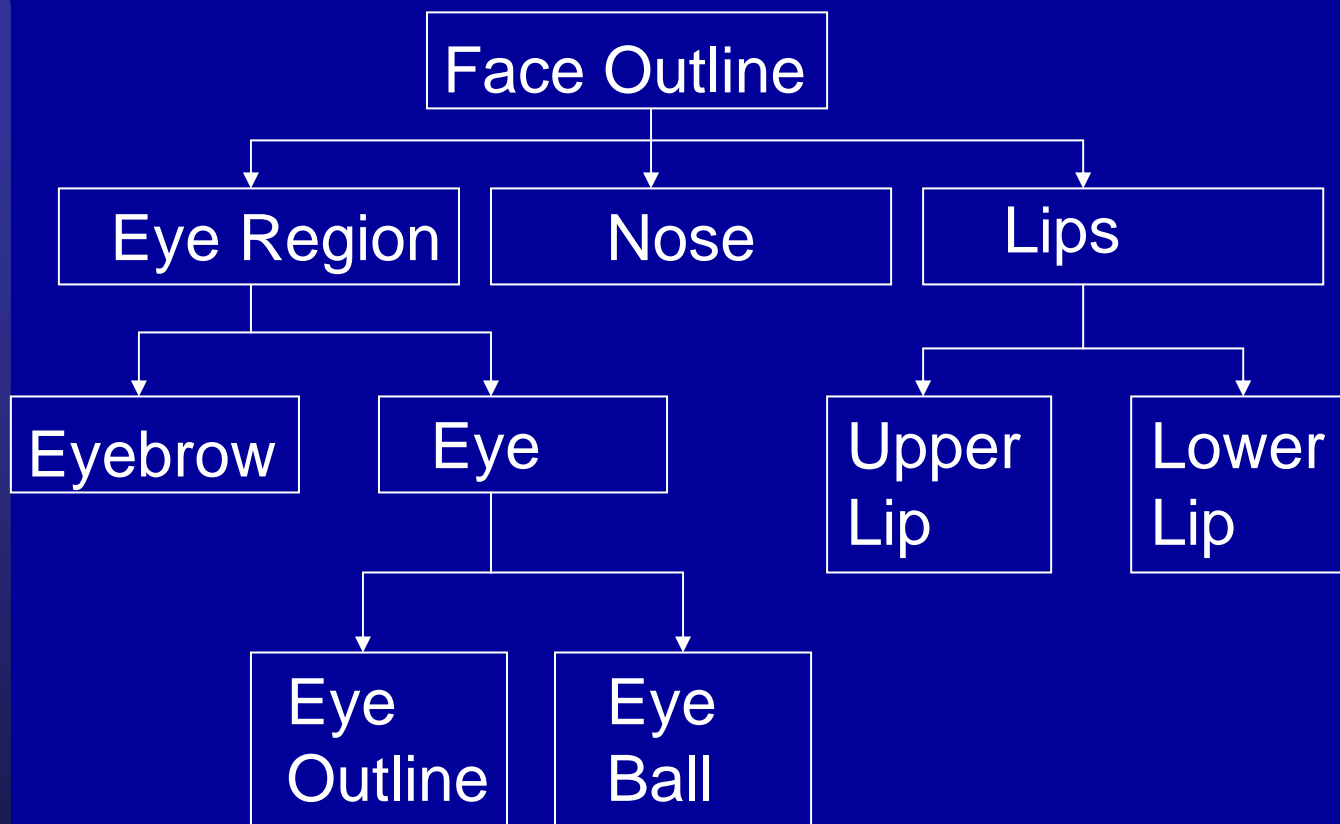 Face Outline
Eye Region
Nose
Lips
Eyebrow
Eye
Upper
Lip
Lower
Lip
Eye
Outline
Eye
Ball